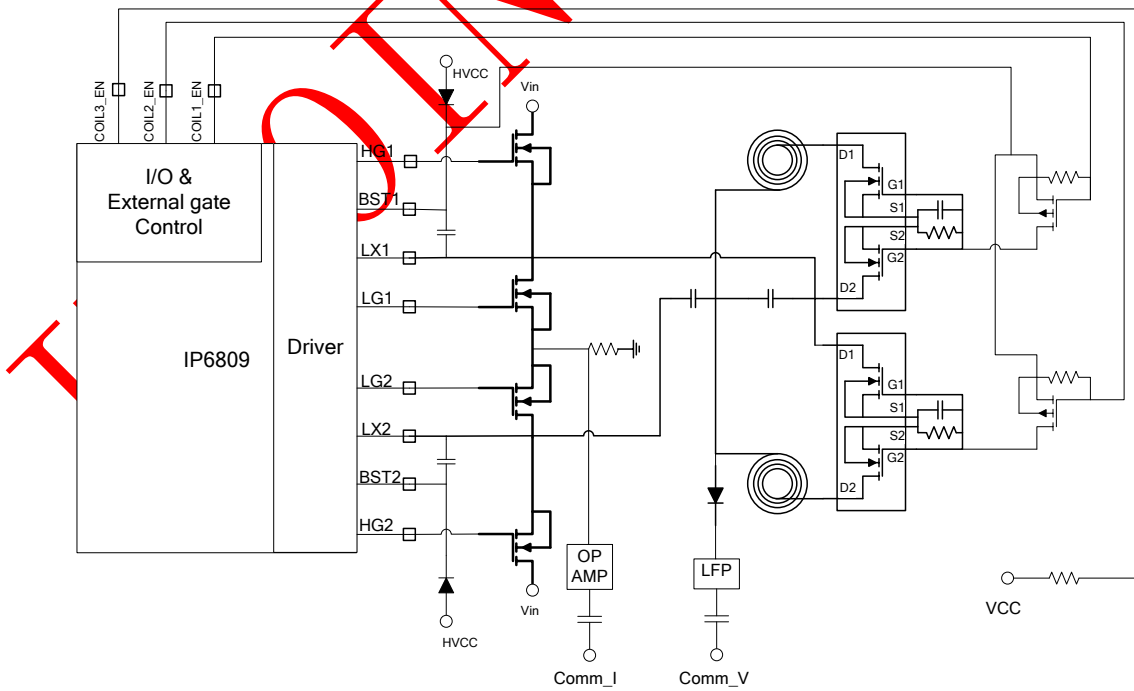 COIL3_EN
COIL2_EN
COIL1_EN
HVCC
Vin
I/O &
External gate
Control
HG1
BST1
LX1
LG1
IP6809
Driver
LG2
LX2
BST2
HG2
HVCC
Vin
OP
AMP
Comm_I
LFP
Comm_V
D1
G1
S1
S2
G2
D2
D1
G1
S1
S2
G2
D2
VCC